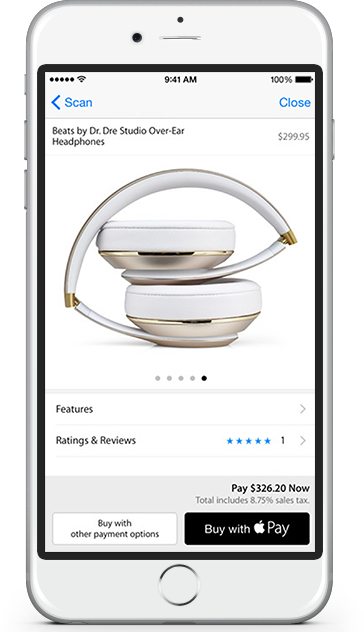 9:41 AM 100%
Scan Close
Beats by Dr. Dre Studio Over-Ear
Headphones
$299.95
Features
Ratings & Reviews ★★★★★ 1
Pay $326.20 Now
Total includes 8.75% sales tax.
Buy with
other payment options
Buy with Pay